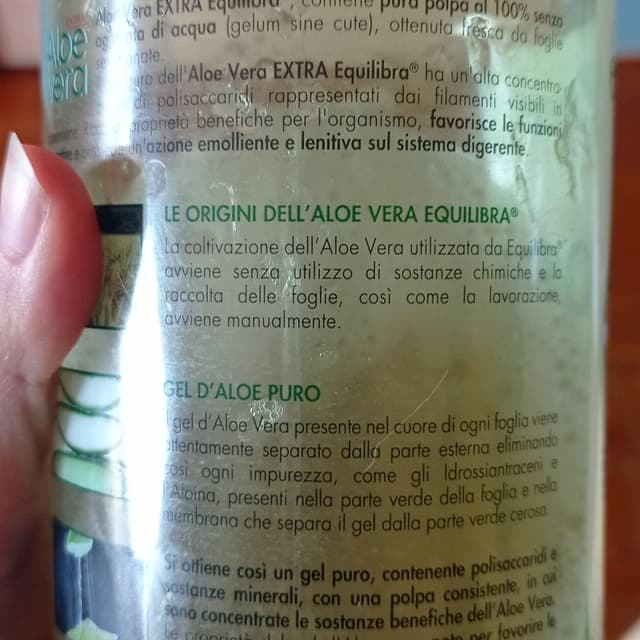 Aloe Vera EXTRA Equilibra®, contiene pura polpa al 100% senza
di acqua (gelum sine cute), ottenuta fresca da foglie
Aloe
Vera
dell'Aloe Vera EXTRA Equilibra® ha un'alta concentra-
di polisaccaridi rappresentati dai filamenti visibili in
proprietà benefiche per l'organismo, favorisce le funzioni
un'azione emolliente e lenitiva sul sistema digerente.
LE ORIGINI DELL'ALOE VERA EQUILIBRA®
La coltivazione dell'Aloe Vera utilizzata da Equilibra®
avviene senza utilizzo di sostanze chimiche e la
raccolta delle foglie, così come la lavorazione,
avviene manualmente.
GEL D'ALOE PURO
Il gel d'Aloe Vera presente nel cuore di ogni foglia viene
attentamente separato dalla parte esterna eliminando
così ogni impurezza, come gli Idrossiantraceni e
l'Aloina, presenti nella parte verde della foglia e nella
membrana che separa il gel dalla parte verde cerosa.
Si ottiene così un gel puro, contenente polisaccaridi e
sostanze minerali, con una polpa consistente, in cui
sono concentrate le sostanze benefiche dell'Aloe Vera.
Le proprietà per favorire le